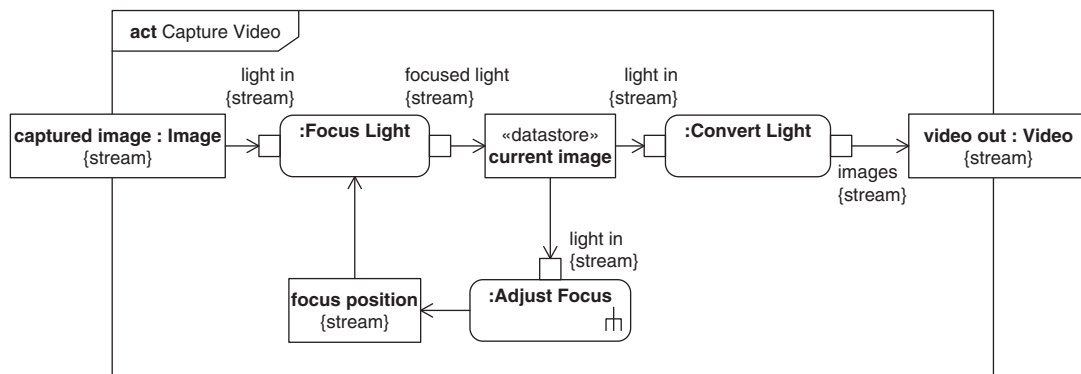 act Capture Video
light in
{stream}
focused light
{stream}
light in
{stream}
captured image : Image
{stream}
:Focus Light
«datastore»
current image
:Convert Light
video out : Video
{stream}
images
{stream}
light in
{stream}
focus position
{stream}
:Adjust Focus